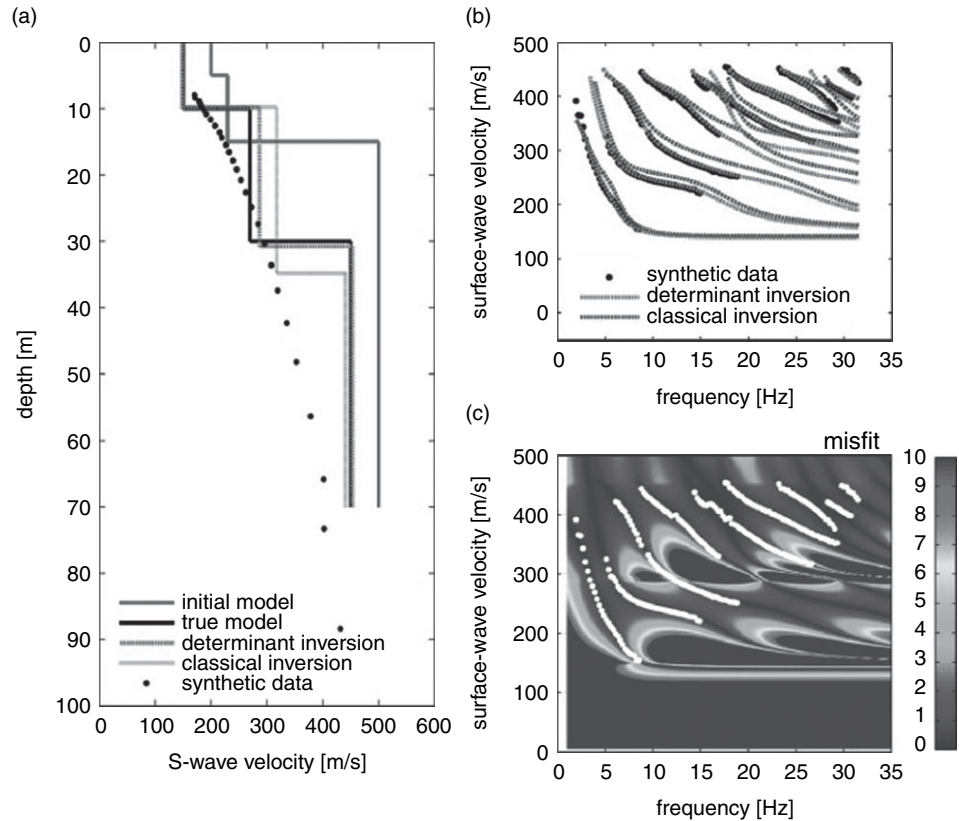 (a)
0
10
20
30
40
50
60
70
80
90
100
depth [m]
initial model
true model
determinant inversion
classical inversion
synthetic data
0 100 200 300 400 500 600
S-wave velocity [m/s]
(b)
500
400
300
200
100
0
surface-wave velocity [m/s]
synthetic data
determinant inversion
classical inversion
0 5 10 15 20 25 30 35
frequency [Hz]
(c)
misfit
500
400
300
200
100
0
surface-wave velocity [m/s]
0 5 10 15 20 25 30 35
frequency [Hz]
10
9
8
7
6
5
4
3
2
1
0